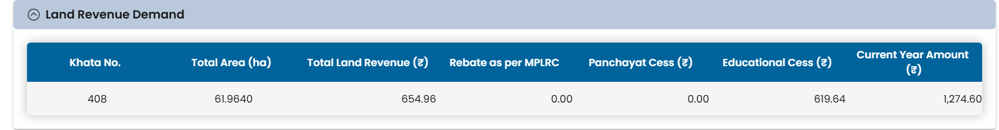 Land Revenue Demand
Khata No. Total Area (ha) Total Land Revenue (₹) Rebate as per MPLRC Panchayat Cess (₹) Educational Cess (₹) Current Year Amount
(₹)
408 61.9640 654.96 0.00 0.00 619.64 1,274.60